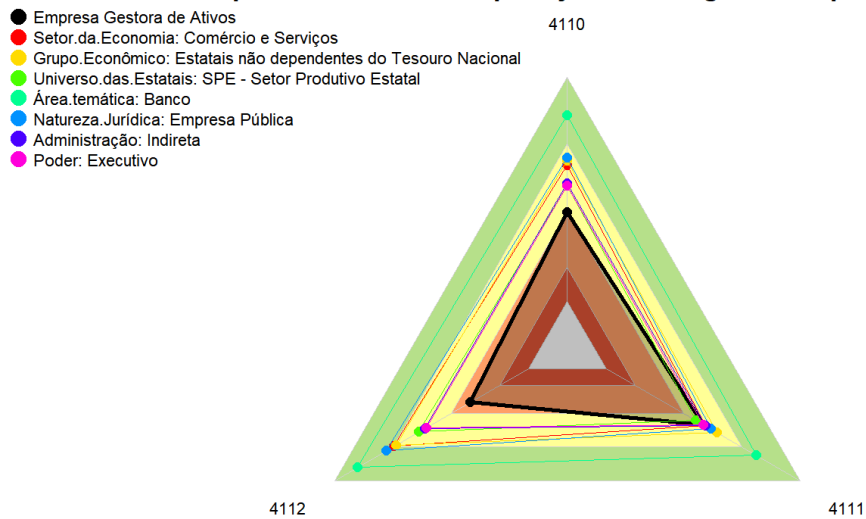 4110
Empresa Gestora de Ativos
Setor.da.Economia: Comércio e Serviços
Grupo.Econômico: Estatais não dependentes do Tesouro Nacional
Universo.das.Estatais: SPE - Setor Produtivo Estatal
Área.temática: Banco
Natureza.Jurídica: Empresa Pública
Administração: Indireta
Poder: Executivo
4112
4111